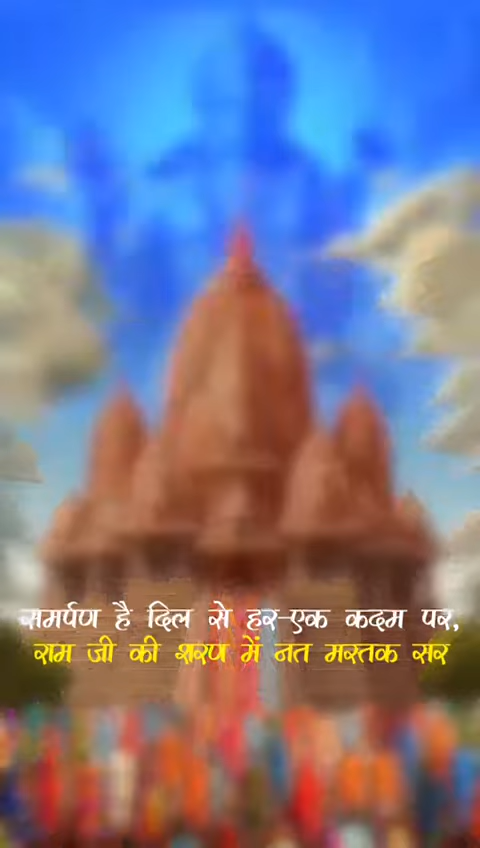 समर्पण है दिल से हर-एक कदम पर,
राम जी की शरण में नत मस्तक सर